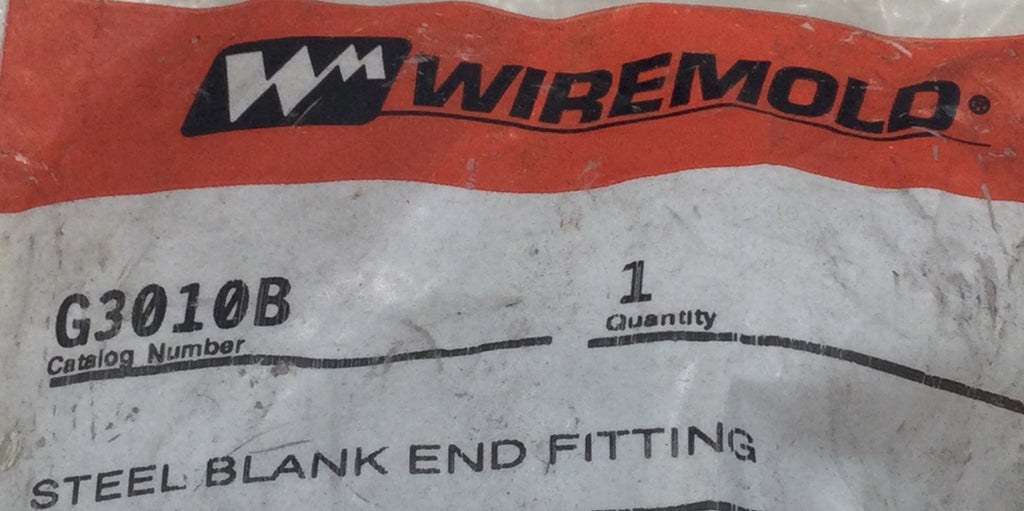 WIREMOLD®
G3010B 1
Catalog Number Quantity
STEEL BLANK END FITTING